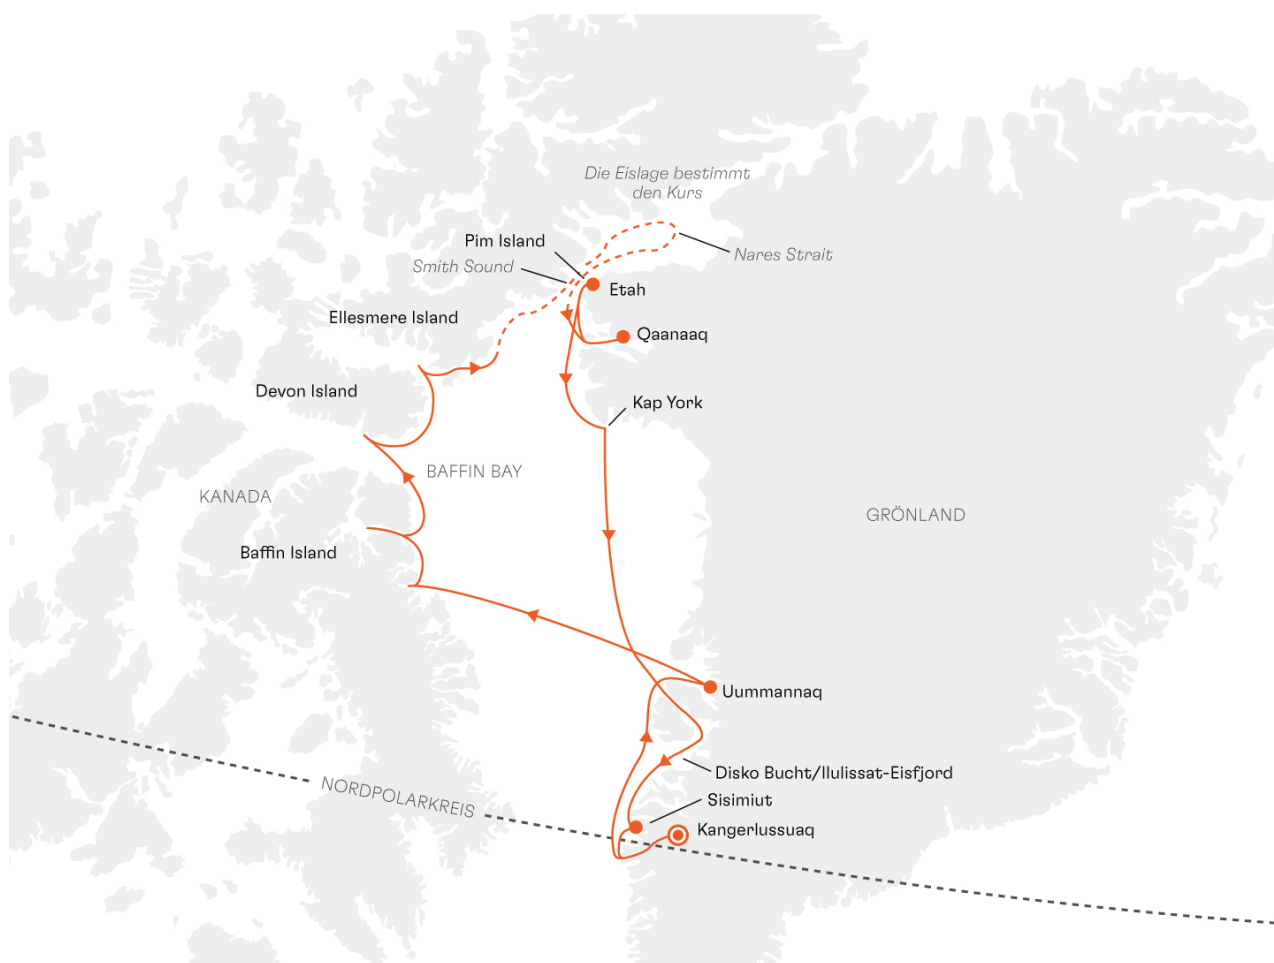 Die Eislage bestimmt
den Kurs
Pim Island
Nares Strait
Smith Sound
Etah
Ellesmere Island
Qaanaaq
Devon Island
Kap York
BAFFIN BAY
KANADA
GRÖNLAND
Baffin Island
Uummannaq
Disko Bucht/Ilulissat-Eisfjord
NORDPOLARKREIS
Sisimiut
Kangerlussuaq